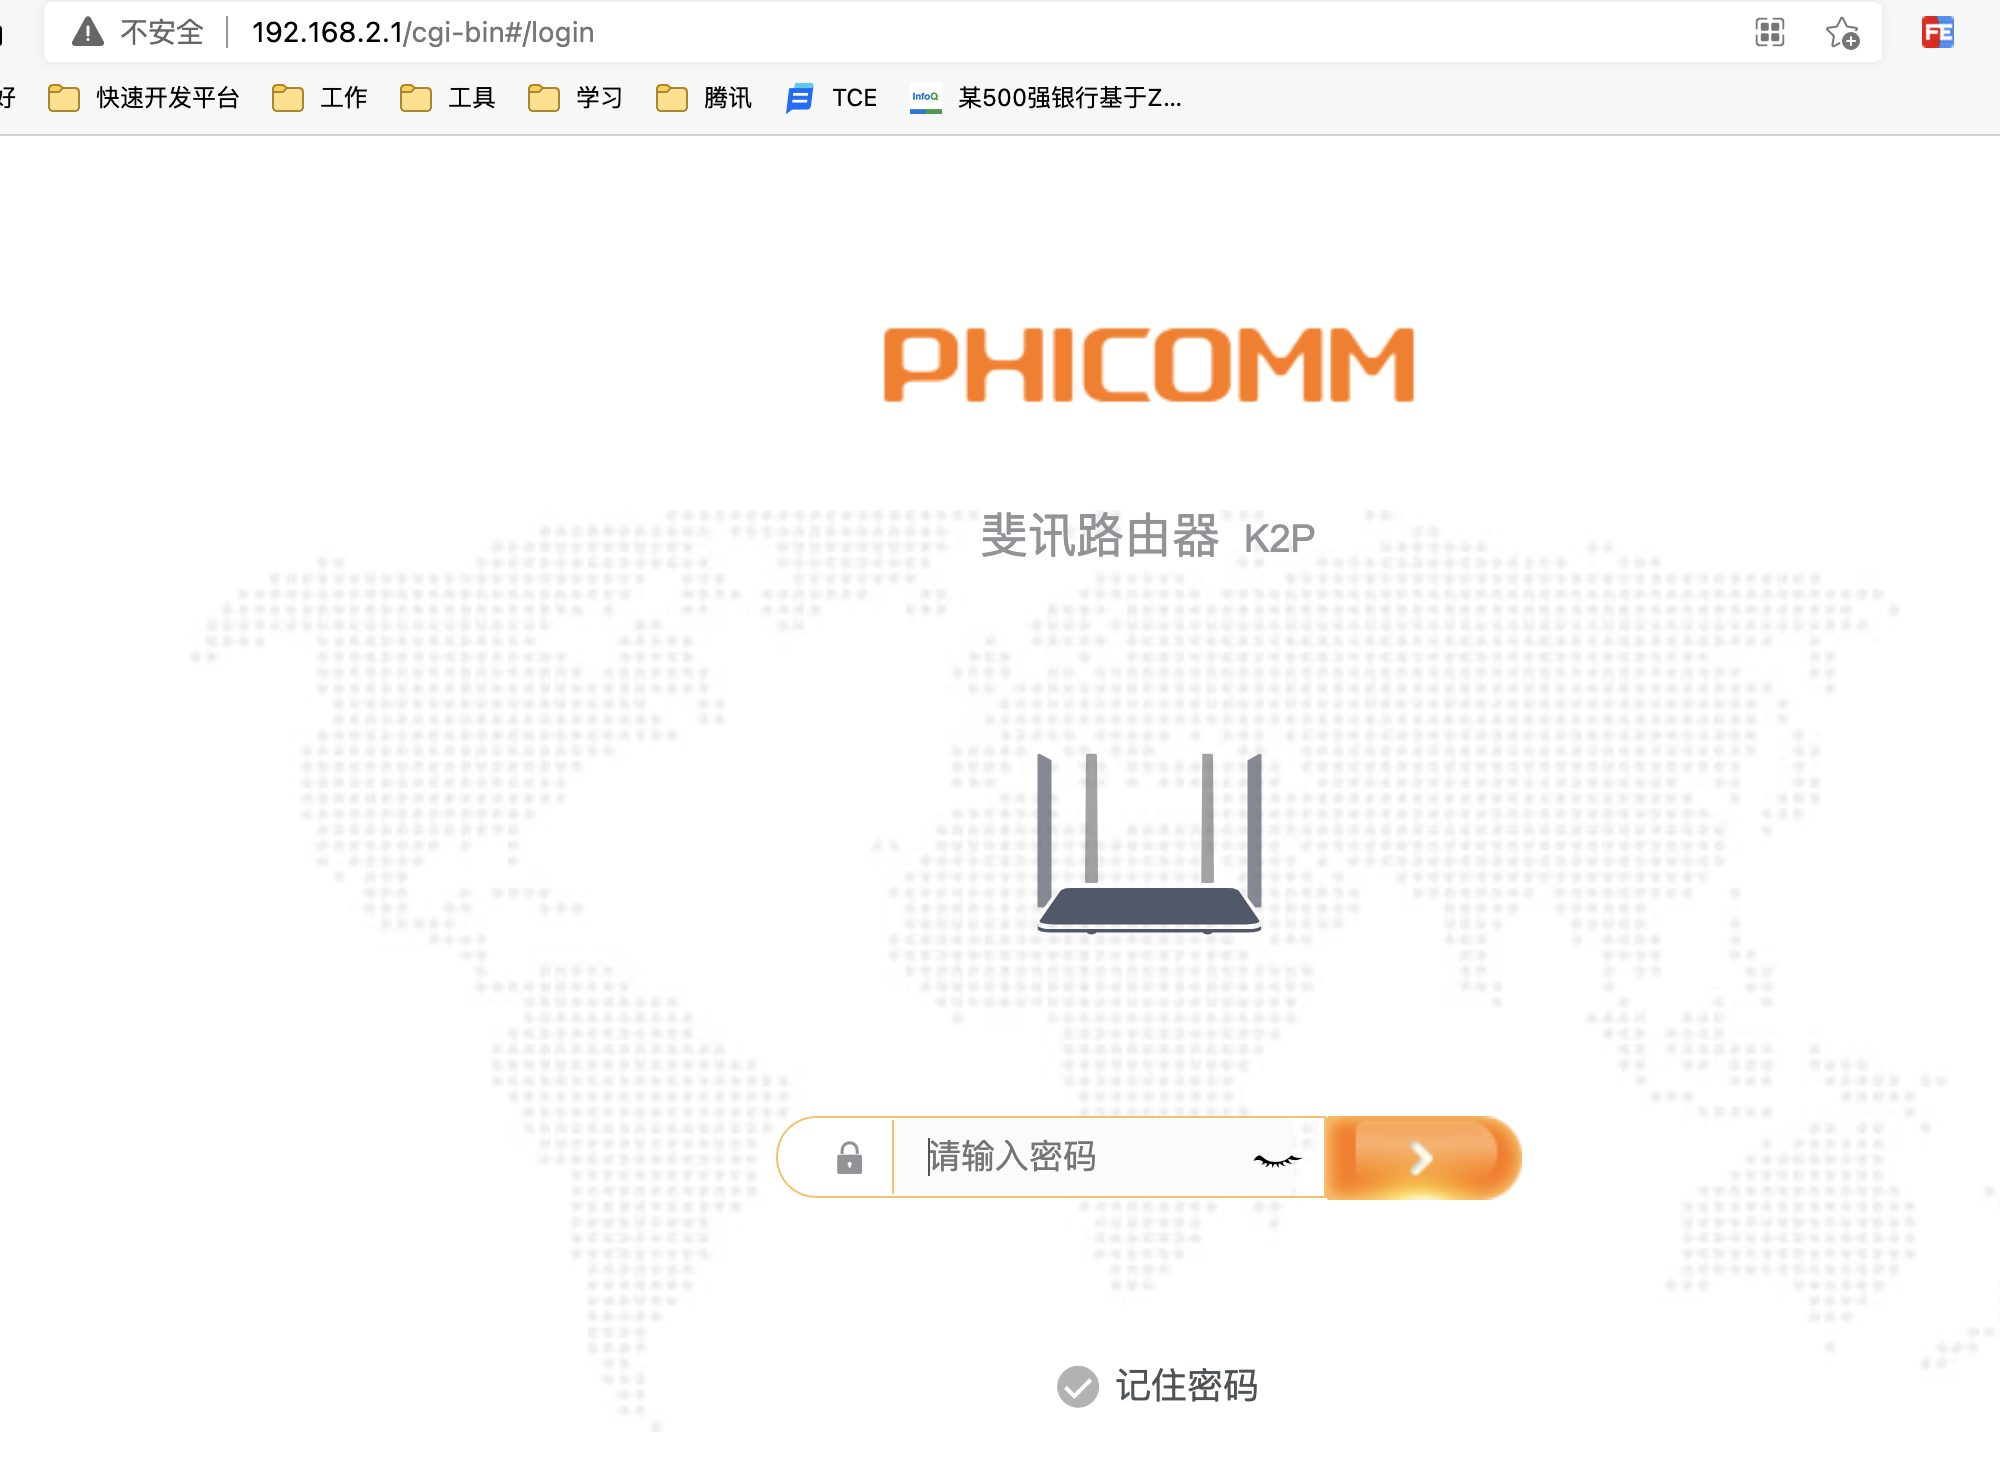 不安全 192.168.2.1/cgi-bin#/login
好 快速开发平台 工作 工具 学习 腾讯 TCE InfoQ 某500强银行基于Z...
FE
PHICOMM
斐讯路由器 K2P
请输入密码
记住密码